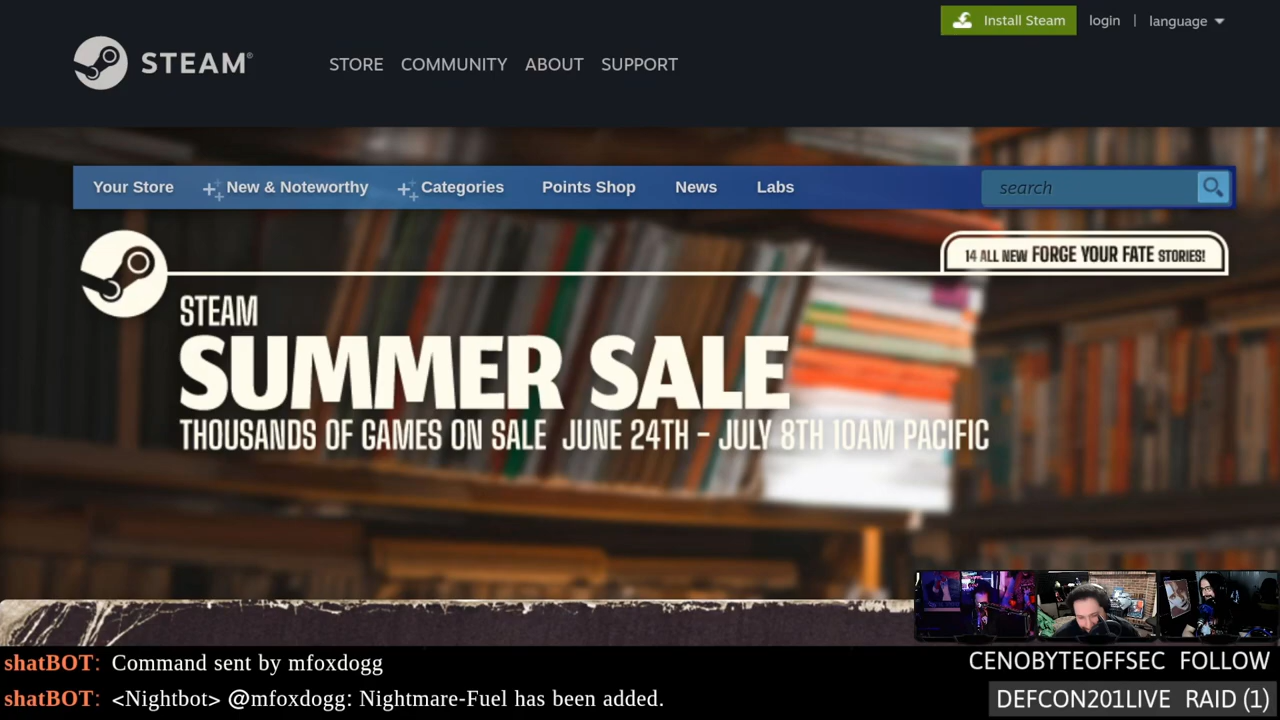 Install Steam login | language
STEAM®
STORE COMMUNITY ABOUT SUPPORT
Your Store New & Noteworthy Categories Points Shop News Labs search
14 ALL NEW FORGE YOUR FATE STORIES!
STEAM
SUMMER SALE
THOUSANDS OF GAMES ON SALE JUNE 24TH - JULY 8TH 10AM PACIFIC
shatBOT: Command sent by mfoxdogg
CENOBYTEOFFSEC FOLLOW
shatBOT: <Nightbot> @mfoxdogg: Nightmare-Fuel has been added.
DEFCON201LIVE RAID (1)